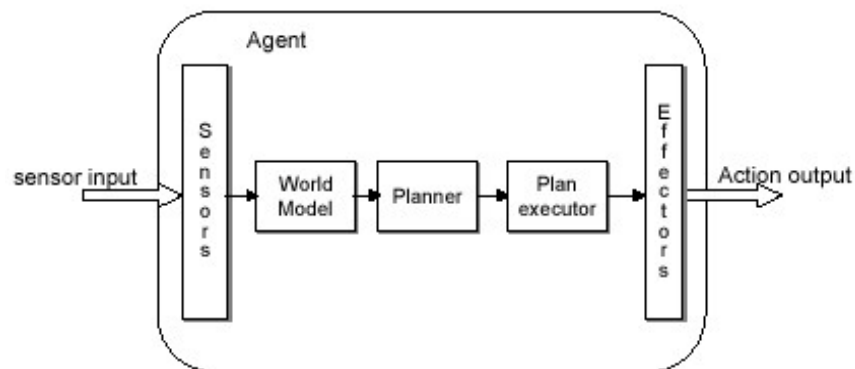 Agent
sensor input
Sensors
World
Model
Planner
Plan
executor
Effectors
Action output